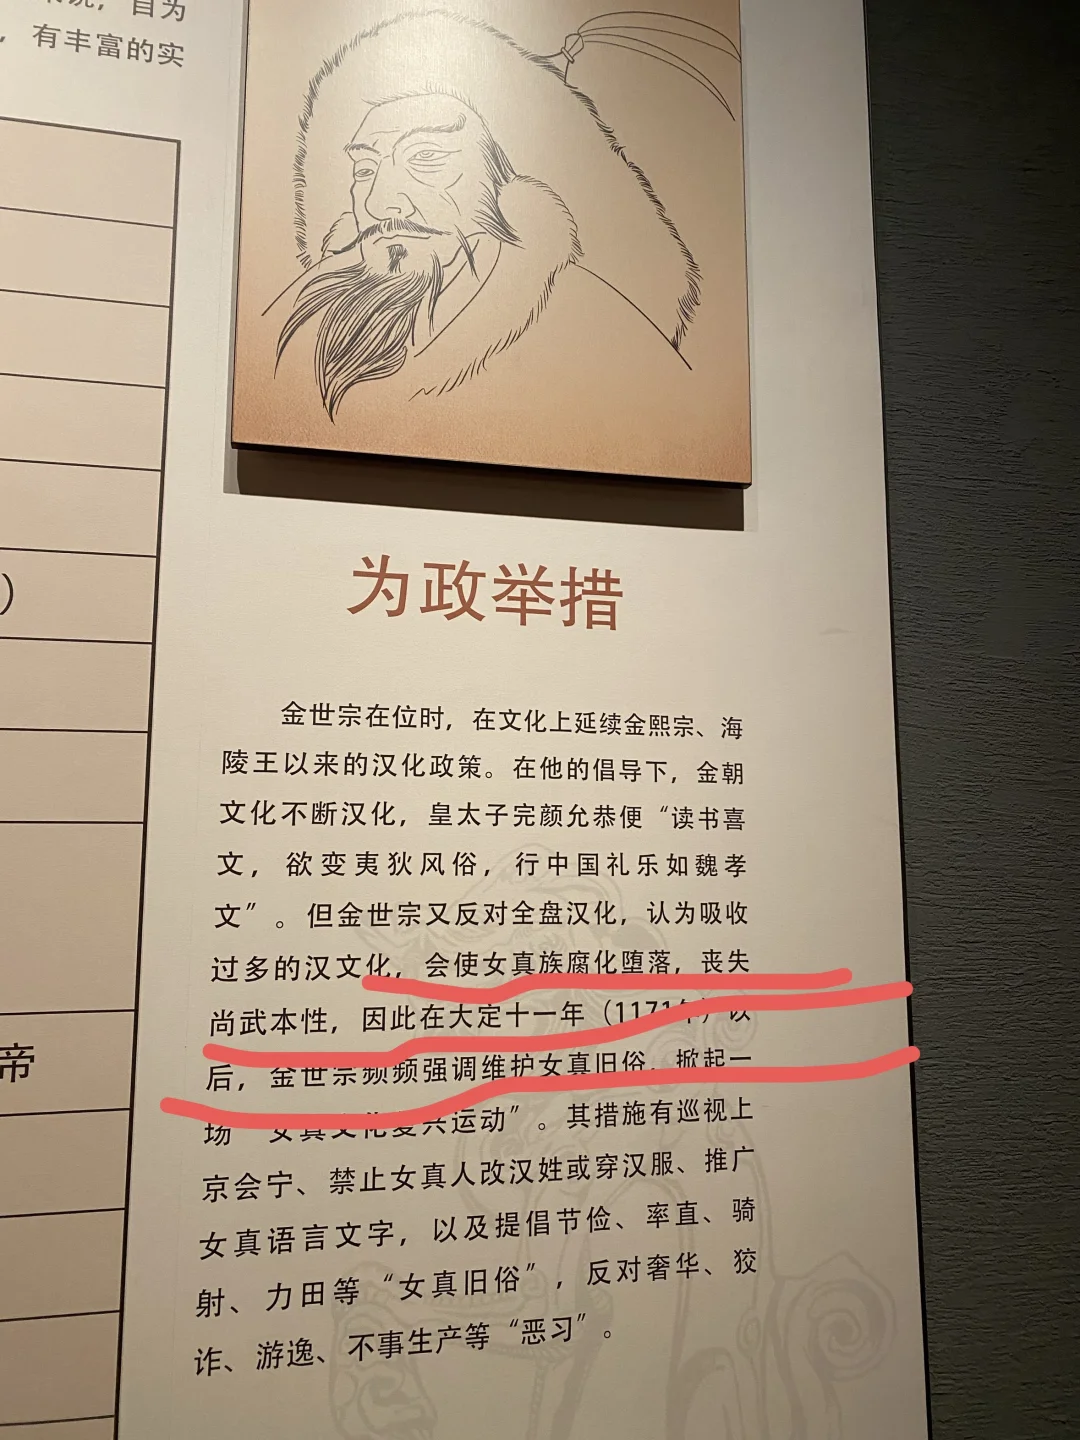 自为
，有丰富的实
）
帝
为政举措
金世宗在位时，在文化上延续金熙宗、海
陵王以来的汉化政策。在他的倡导下，金朝
文化不断汉化，皇太子完颜允恭便“读书喜
文，欲变夷狄风俗，行中国礼乐如魏孝
文”。但金世宗又反对全盘汉化，认为吸收
过多的汉文化，会使女真族腐化堕落，丧失
尚武本性，因此在大定十一年（1171年）以
后，金世宗频频强调维护女真旧俗，掀起一
场“女真文化复兴运动”。其措施有巡视上
京会宁、禁止女真人改汉姓或穿汉服、推广
女真语言文字，以及提倡节俭、率直、骑
射、力田等“女真旧俗”，反对奢华、狡
诈、游逸、不事生产等“恶习”。